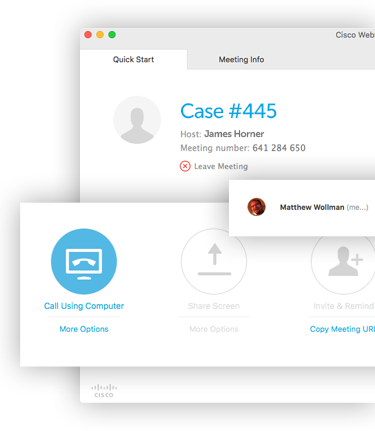 Cisco Web
Quick Start
Meeting Info
Case #445
Host: James Horner
Meeting number: 641 284 650
Leave Meeting
Matthew Wollman (me...)
Call Using Computer
Share Screen
Invite & Remind
More Options
More Options
Copy Meeting URL
cisco